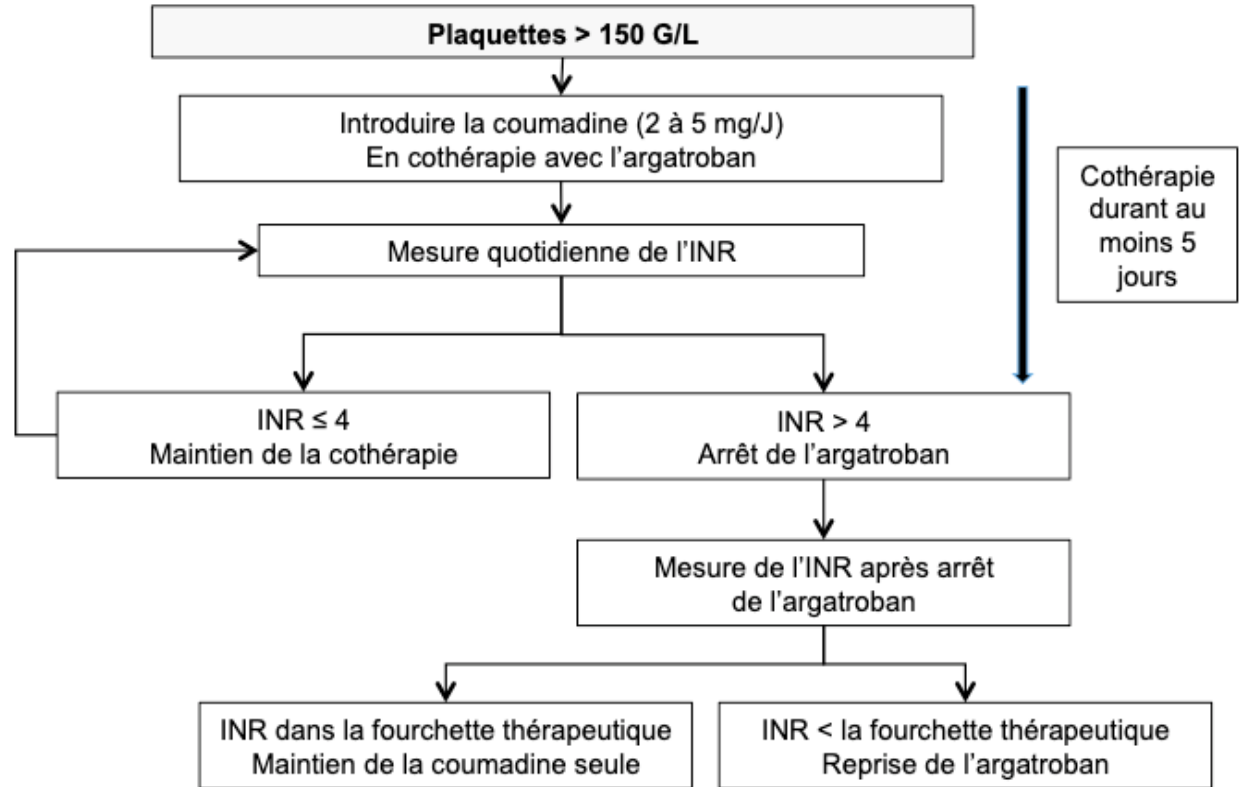 Plaquettes > 150 G/L
Introduire la coumadine (2 à 5 mg/J)
En cothérapie avec l'argatroban
Cothérapie
durant au
moins 5
jours
Mesure quotidienne de l'INR
INR ≤ 4
Maintien de la cothérapie
INR > 4
Arrêt de l'argatroban
Mesure de l'INR après arrêt
de l'argatroban
INR dans la fourchette thérapeutique
Maintien de la coumadine seule
INR < la fourchette thérapeutique
Reprise de l'argatroban